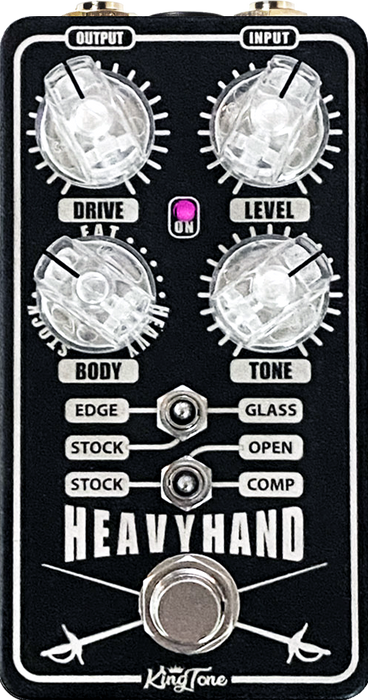 OUTPUT INPUT
DRIVE ON LEVEL
STOCK FAT HEAVY
BODY TONE
EDGE GLASS
STOCK OPEN
STOCK COMP
HEAVYHAND
KingTone